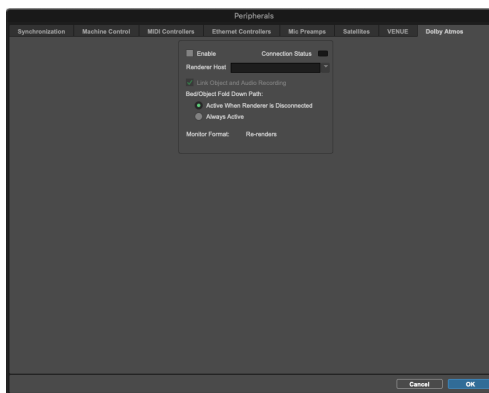 Peripherals
Synchronization Machine Control MIDI Controllers Ethernet Controllers Mic Preamps Satellites VENUE Dolby Atmos
Enable Connection Status
Renderer Host
Link Object and Audio Recording
Bed/Object Fold Down Path:
Active When Renderer is Disconnected
Always Active
Monitor Format: Re-renders
Cancel OK